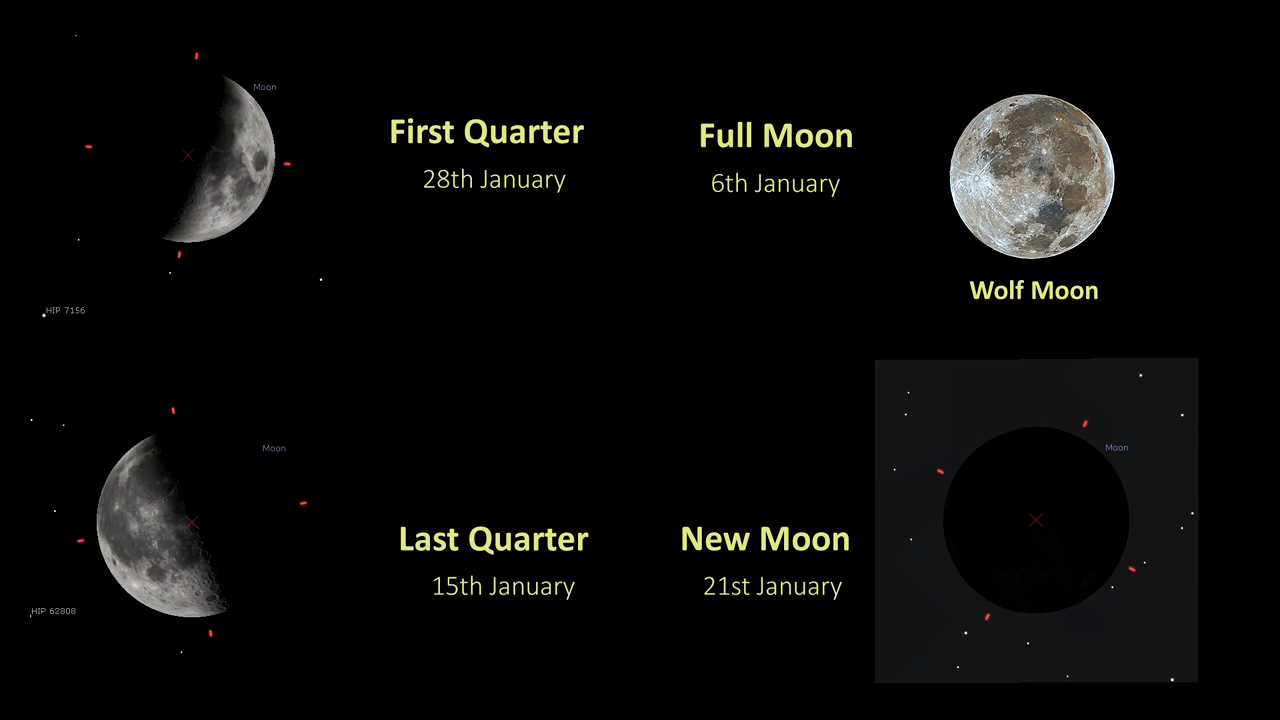 Moon
First Quarter
28th January
HIP 7156
Full Moon
6th January
Wolf Moon
Moon
Last Quarter
15th January
HIP 62808
New Moon
21st January
Moon